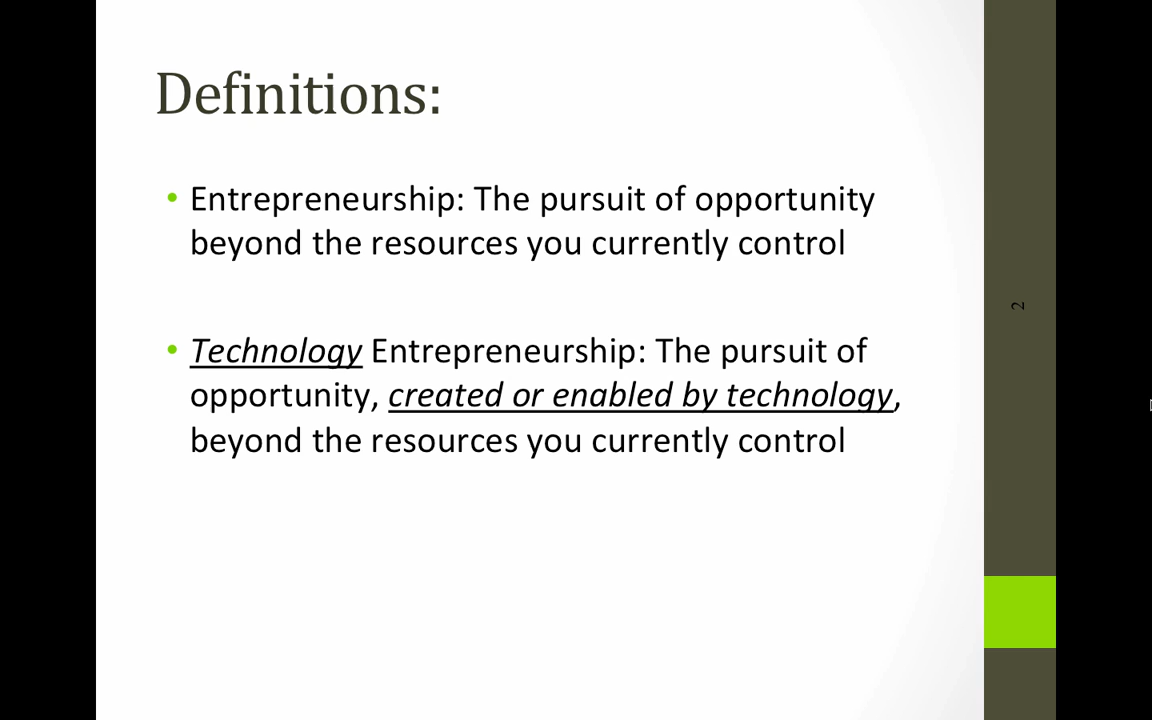 Definitions:
• Entrepreneurship: The pursuit of opportunity
beyond the resources you currently control
• Technology Entrepreneurship: The pursuit of
opportunity, created or enabled by technology,
beyond the resources you currently control
2